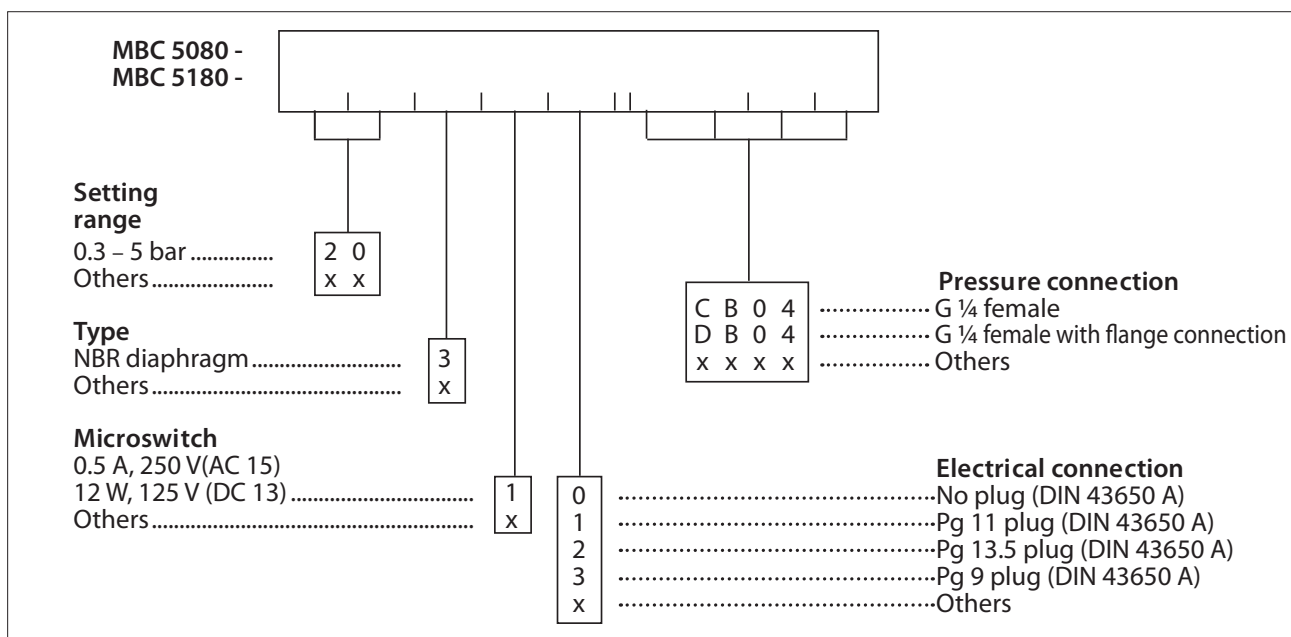 MBC 5080 -
MBC 5180 -
Setting
range
0.3 – 5 bar ............... 2 0
Others...................... x x
Pressure connection
C B 0 4 ................. G ¼ female
D B 0 4 ................. G ¼ female with flange connection
x x x x ................. Others
Type
NBR diaphragm........................... 3
Others............................................. x
Microswitch
0.5 A, 250 V(AC 15)
12 W, 125 V (DC 13)................................. 1
Others.......................................................... x
Electrical connection
0 ................................................No plug (DIN 43650 A)
1 ................................................Pg 11 plug (DIN 43650 A)
2 ................................................Pg 13.5 plug (DIN 43650 A)
3 ................................................Pg 9 plug (DIN 43650 A)
x ................................................Others